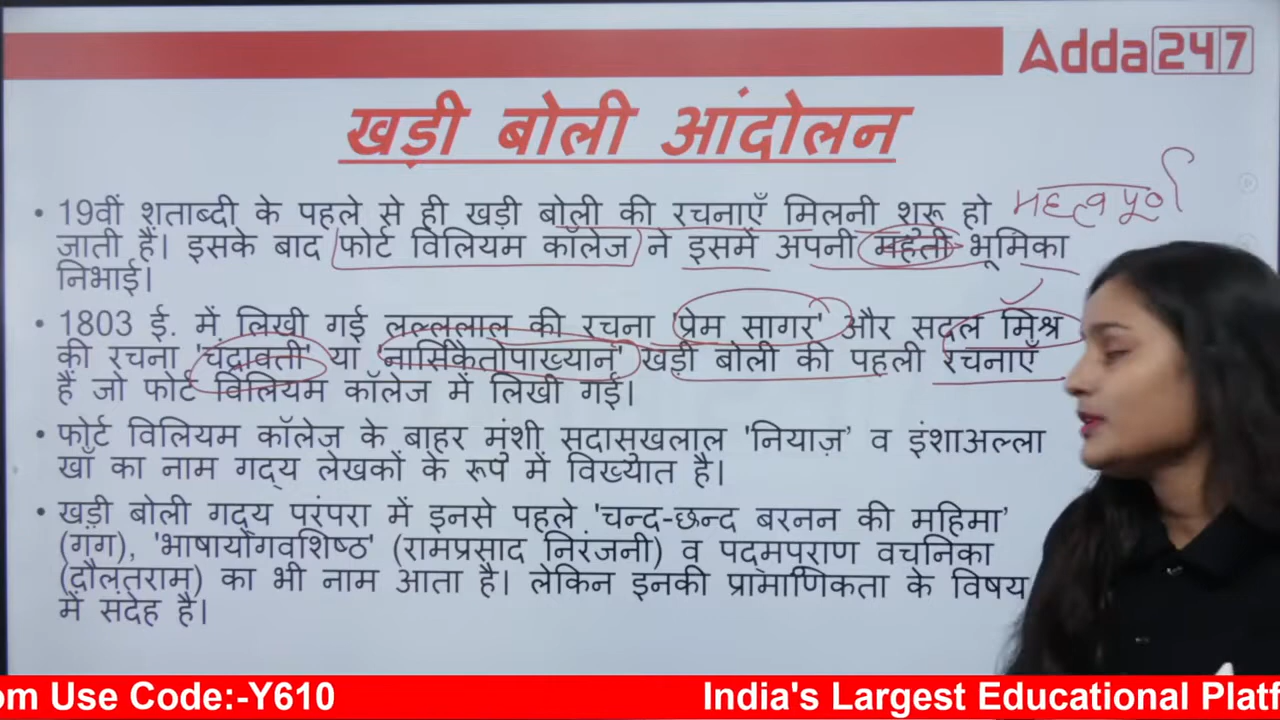 Adda247
खड़ी बोली आंदोलन
• 19वीं शताब्दी के पहले से ही खड़ी बोली की रचनाएँ मिलनी शुरू हो
महत्वपूर्ण
जाती हैं। इसके बाद फोर्ट विलियम कॉलेज ने इसमें अपनी महती भूमिका
निभाई।
• 1803 ई. में लिखी गई लल्लूलाल की रचना 'प्रेम सागर' और सदल मिश्र
की रचना 'चंद्रावती' या 'नासिकेतोपाख्यान' खड़ी बोली की पहली रचनाएँ
हैं जो फोर्ट विलियम कॉलेज में लिखी गईं।
• फोर्ट विलियम कॉलेज के बाहर मुंशी सदासुखलाल 'नियाज़’ व इंशाअल्ला
खाँ का नाम गद्य लेखकों के रूप में विख्यात है।
• खड़ी बोली गद्य परंपरा में इनसे पहले 'चन्द-छन्द बरनन की महिमा’
(गंग), 'भाषायोगवशिष्ठ' (रामप्रसाद निरंजनी) व पद्मपुराण वचनिका
(दौलतराम) का भी नाम आता है। लेकिन इनकी प्रामाणिकता के विषय
में संदेह है।
om Use Code:-Y610 India's Largest Educational Platf